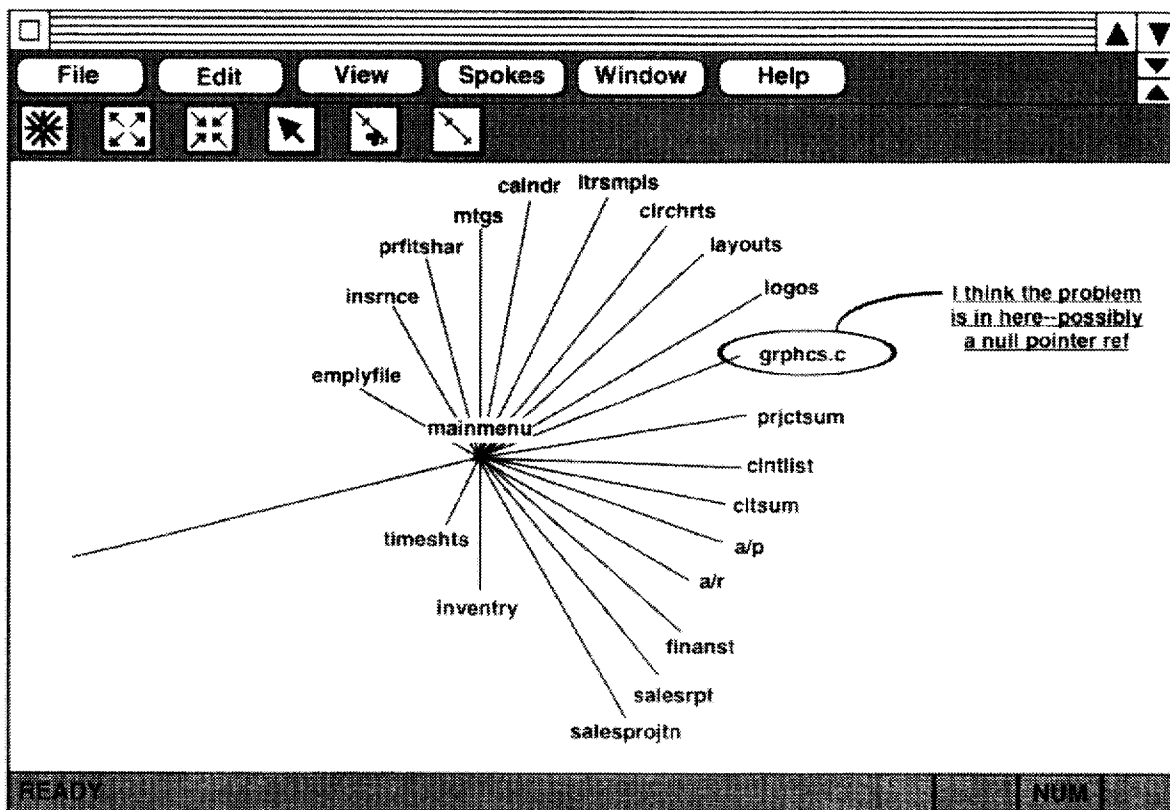 File Edit View Spokes Window Help
calndr
ltrsmpls
mtgs
clrchrts
prfitshar
layouts
insrnce
logos
I think the problem
is in here--possibly
a null pointer ref
grphcs.c
emplyfile
mainmenu
prjctsum
clntlist
cltsum
timeshts
a/p
a/r
inventry
finanst
salesrpt
salesprojtn
READY NUM